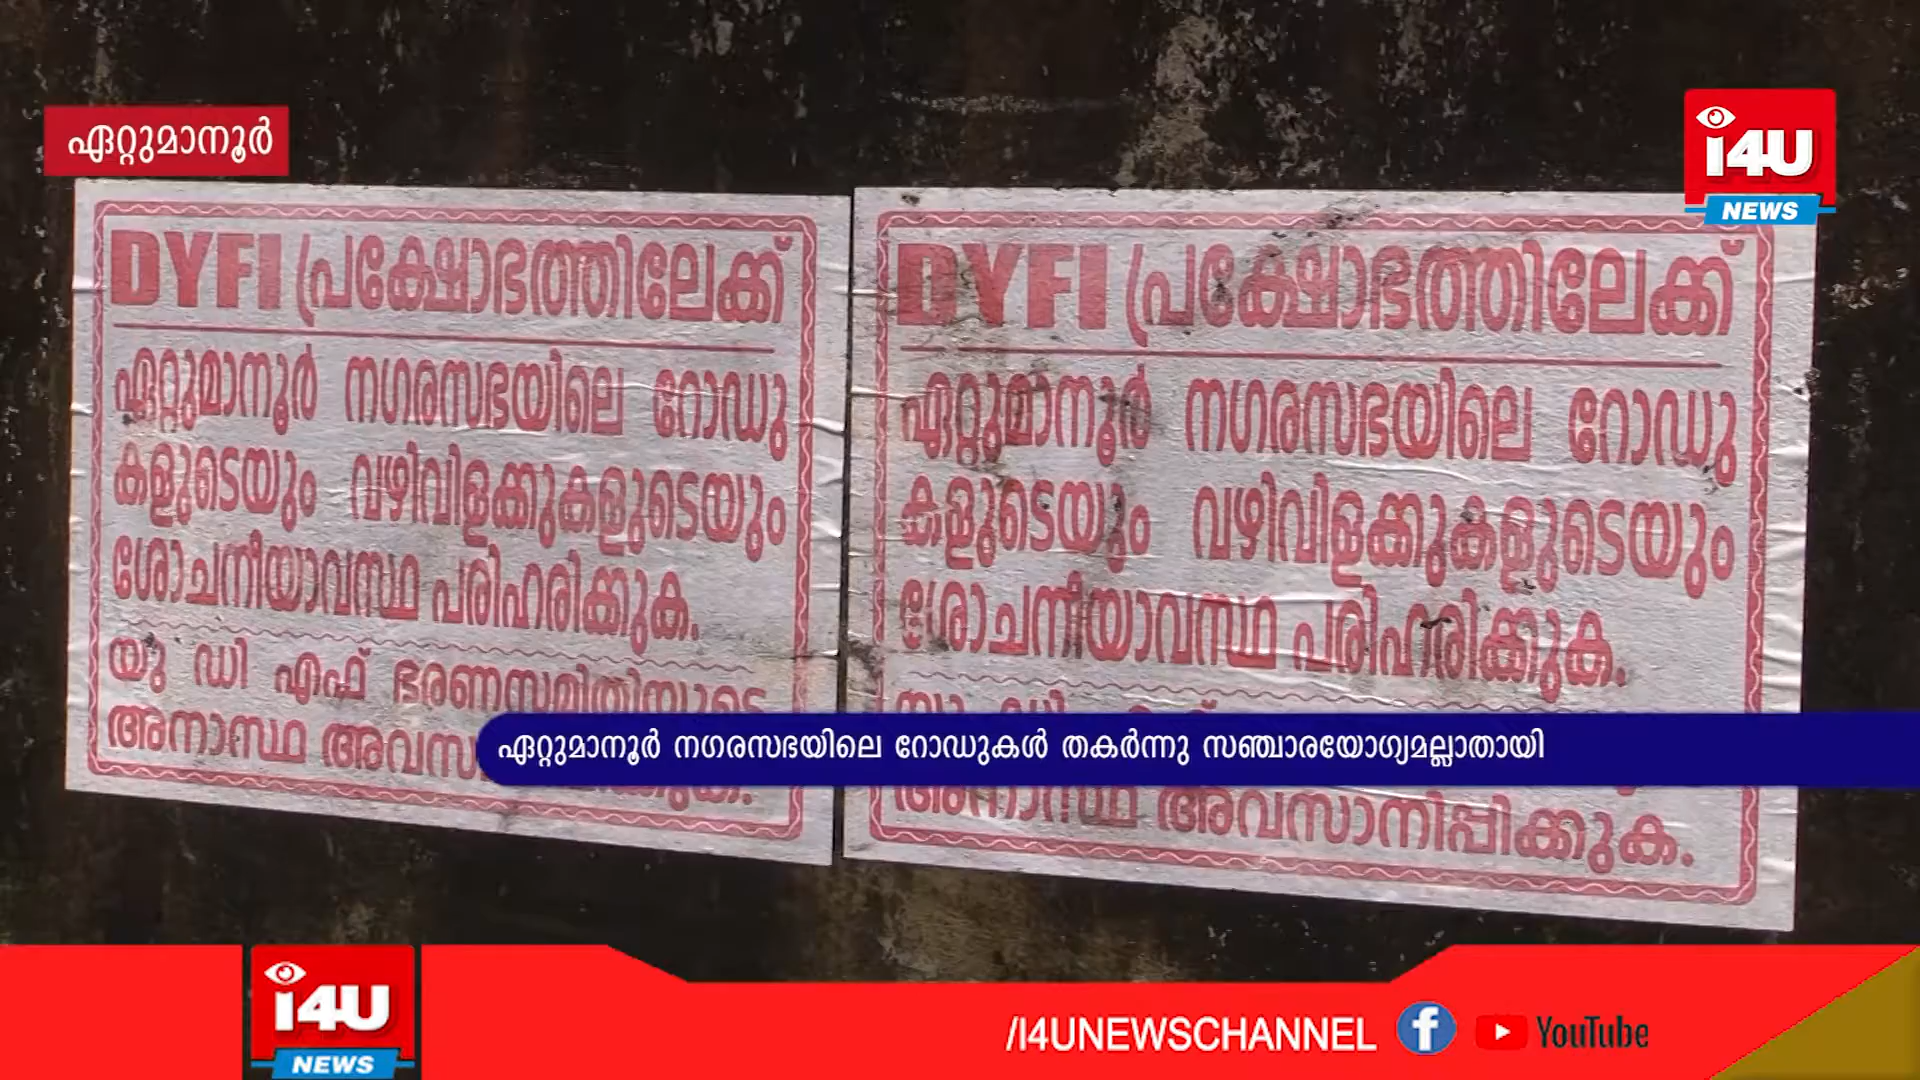 ഏറ്റുമാനൂർ
i4U
NEWS
DYFI പ്രക്ഷോഭത്തിലേക്ക്
ഏറ്റുമാനൂർ നഗരസഭയിലെ റോഡു
കളുടെയും വഴിവിളക്കുകളുടെയും
ശോചനീയാവസ്ഥ പരിഹരിക്കുക.
യു ഡി എഫ് ഭരണസമിതിയുടെ
അനാസ്ഥ
DYFI പ്രക്ഷോഭത്തിലേക്ക്
ഏറ്റുമാനൂർ നഗരസഭയിലെ റോഡു
കളുടെയും വഴിവിളക്കുകളുടെയും
ശോചനീയാവസ്ഥ പരിഹരിക്കുക.
അനാസ്ഥ അവസാനിപ്പിക്കുക.
ഏറ്റുമാനൂർ നഗരസഭയിലെ റോഡുകൾ തകർന്നു സഞ്ചാരയോഗ്യമല്ലാതായി
i4U
NEWS
/I4UNEWSCHANNEL
YouTube